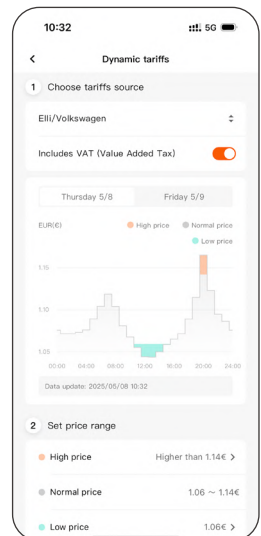 10:32
5G
Dynamic tariffs
1 Choose tariffs source
Elli/Volkswagen
Includes VAT (Value Added Tax)
Thursday 5/8 Friday 5/9
EUR(€) High price Normal price
Low price
1.15
1.10
1.05
00:00 04:00 08:00 12:00 16:00 20:00 24:00
Data update: 2025/05/08 10:32
2 Set price range
High price Higher than 1.14€
Normal price 1.06 ~ 1.14€
Low price 1.06€